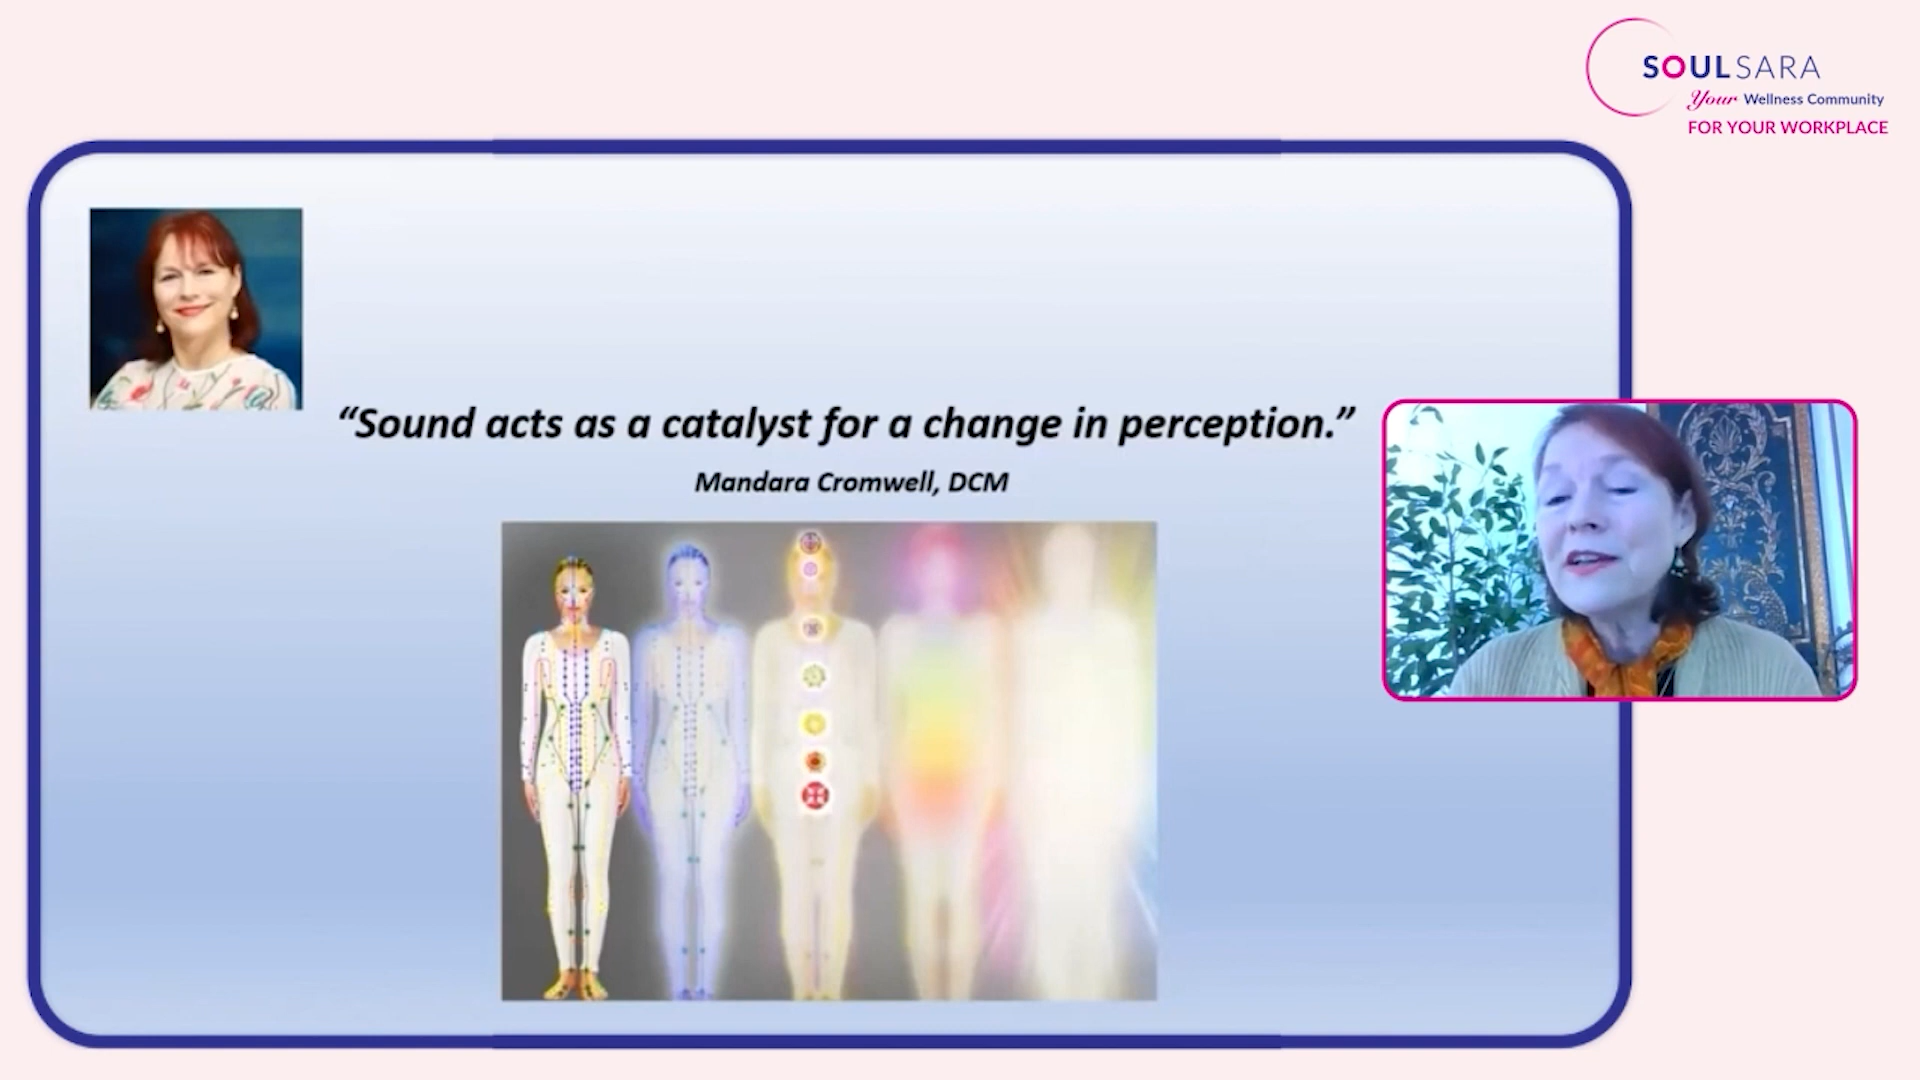 SOULSARA
Your Wellness Community
FOR YOUR WORKPLACE
“Sound acts as a catalyst for a change in perception.”
Mandara Cromwell, DCM